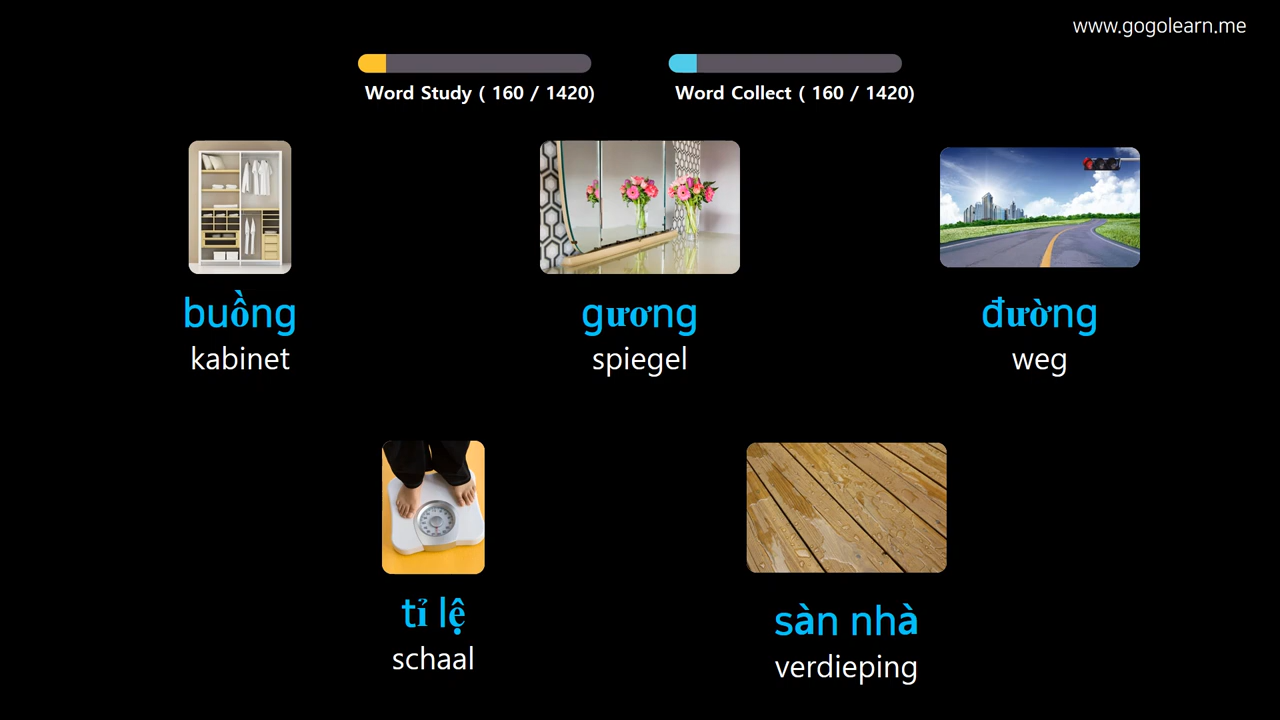 www.gogolearn.me
Word Study ( 160 / 1420)
Word Collect ( 160 / 1420)
buồng
kabinet
gương
spiegel
đường
weg
tỉ lệ
schaal
sàn nhà
verdieping